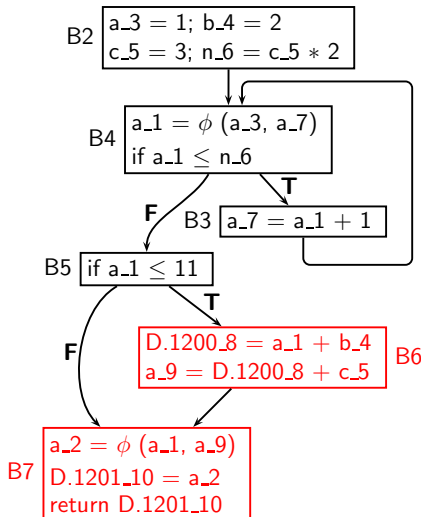 B2
a_3 = 1; b_4 = 2
c_5 = 3; n_6 = c_5 * 2
B4
a_1 = ϕ (a_3, a_7)
if a_1 ≤ n_6
F
T
B3
a_7 = a_1 + 1
B5
if a_1 ≤ 11
F
T
D.1200_8 = a_1 + b_4
a_9 = D.1200_8 + c_5
B6
B7
a_2 = ϕ (a_1, a_9)
D.1201_10 = a_2
return D.1201_10